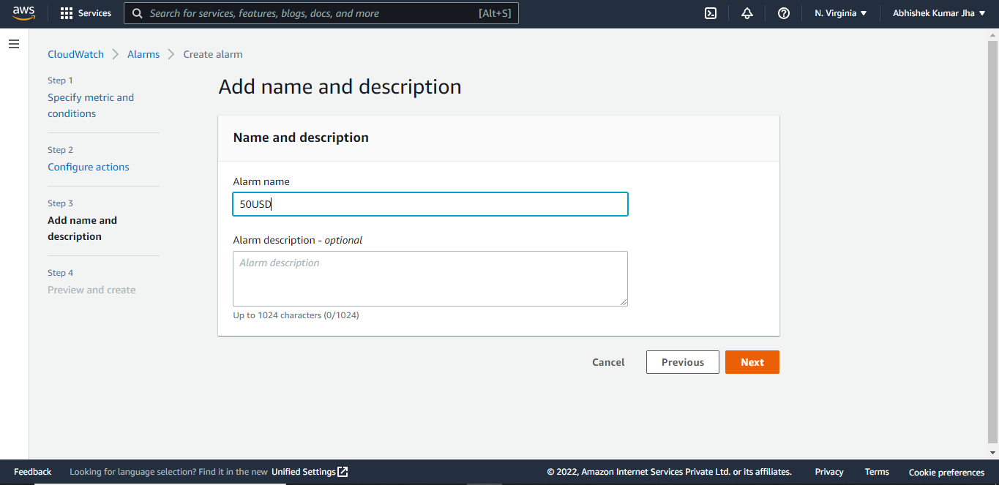 aws Services Search for services, features, blogs, docs, and more [Alt+S] N. Virginia Abhishek Kumar Jha
CloudWatch Alarms Create alarm
Step 1
Specify metric and
conditions
Step 2
Configure actions
Step 3
Add name and
description
Step 4
Preview and create
Add name and description
Name and description
Alarm name
50USD
Alarm description - optional
Alarm description
Up to 1024 characters (0/1024)
Cancel Previous Next
Feedback Looking for language selection? Find it in the new Unified Settings © 2022, Amazon Internet Services Private Ltd. or its affiliates. Privacy Terms Cookie preferences